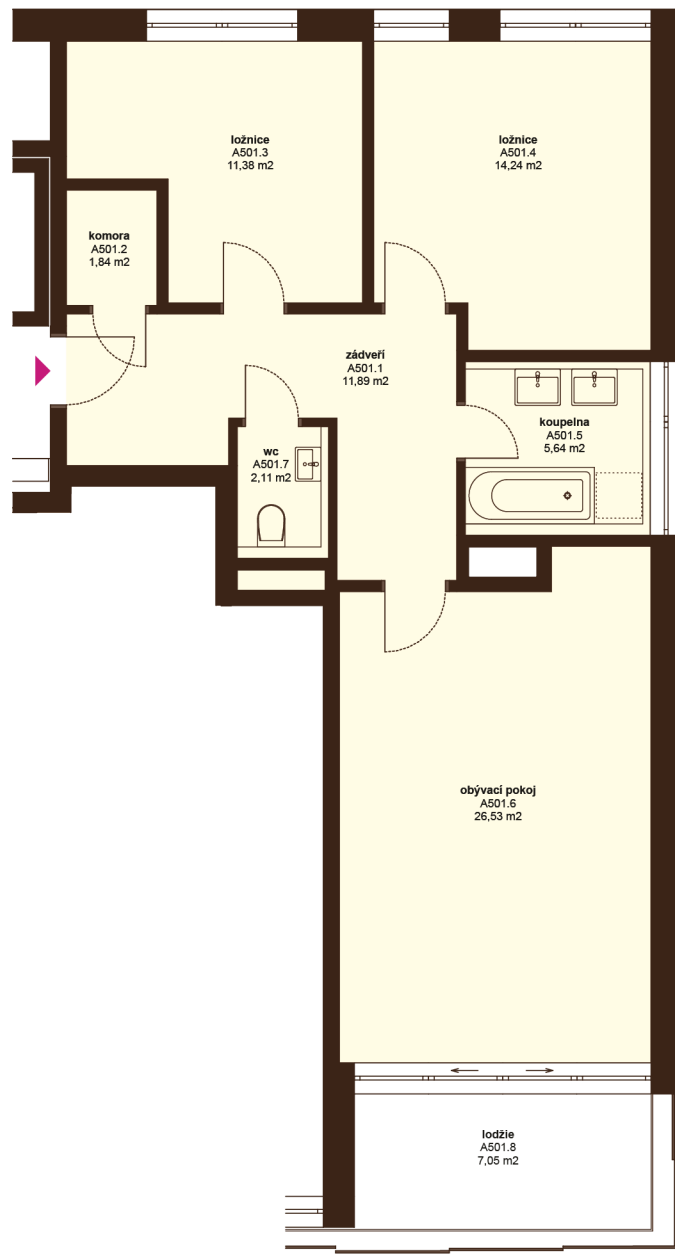 ložnice
A501.3
11,38 m2
ložnice
A501.4
14,24 m2
komora
A501.2
1,84 m2
zádveří
A501.1
11,89 m2
koupelna
A501.5
5,64 m2
wc
A501.7
2,11 m2
obývací pokoj
A501.6
26,53 m2
lodžie
A501.8
7,05 m2